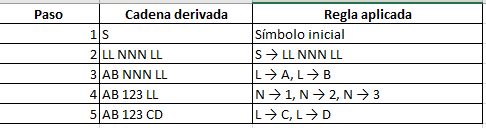 Paso Cadena derivada Regla aplicada
1 S Símbolo inicial
2 LL NNN LL S → LL NNN LL
3 AB NNN LL L → A, L → B
4 AB 123 LL N → 1, N → 2, N → 3
5 AB 123 CD L → C, L → D